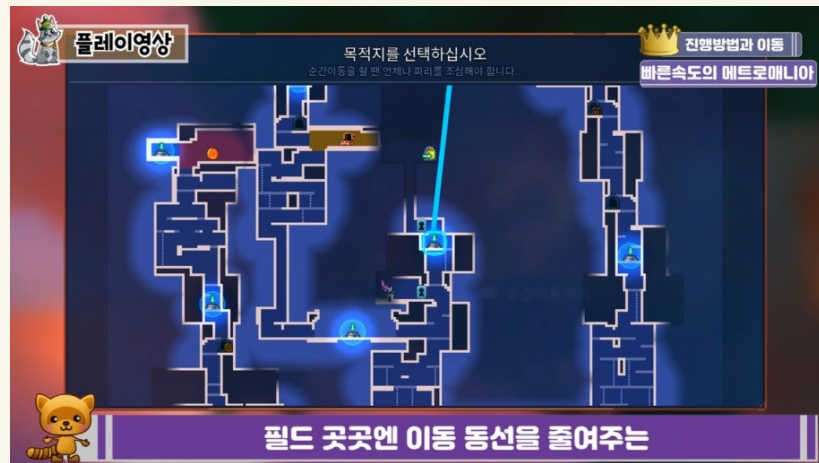 플레이영상
목적지를 선택하십시오
순간이동을 할 땐 언제나 파리를 조심해야 합니다...
진행방법과 이동
빠른속도의 메트로매니아
필드 곳곳엔 이동 동선을 줄여주는